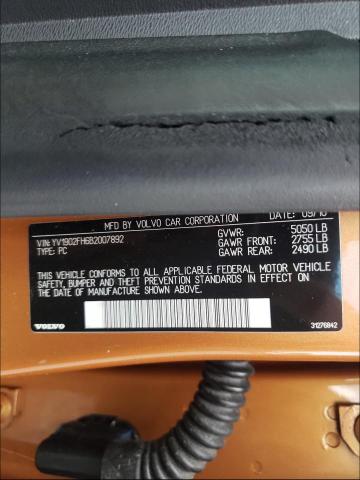 MFD BY VOLVO CAR CORPORATION
DATE: 09/10
VIN: YV1902FH6B2007892
GVWR: 5050 LB
TYPE: PC
GAWR FRONT: 2755 LB
GAWR REAR: 2490 LB
THIS VEHICLE CONFORMS TO ALL APPLICABLE FEDERAL MOTOR VEHICLE
SAFETY, BUMPER AND THEFT PREVENTION STANDARDS IN EFFECT ON THE
DATE OF MANUFACTURE SHOWN ABOVE.
VOLVO
31276842